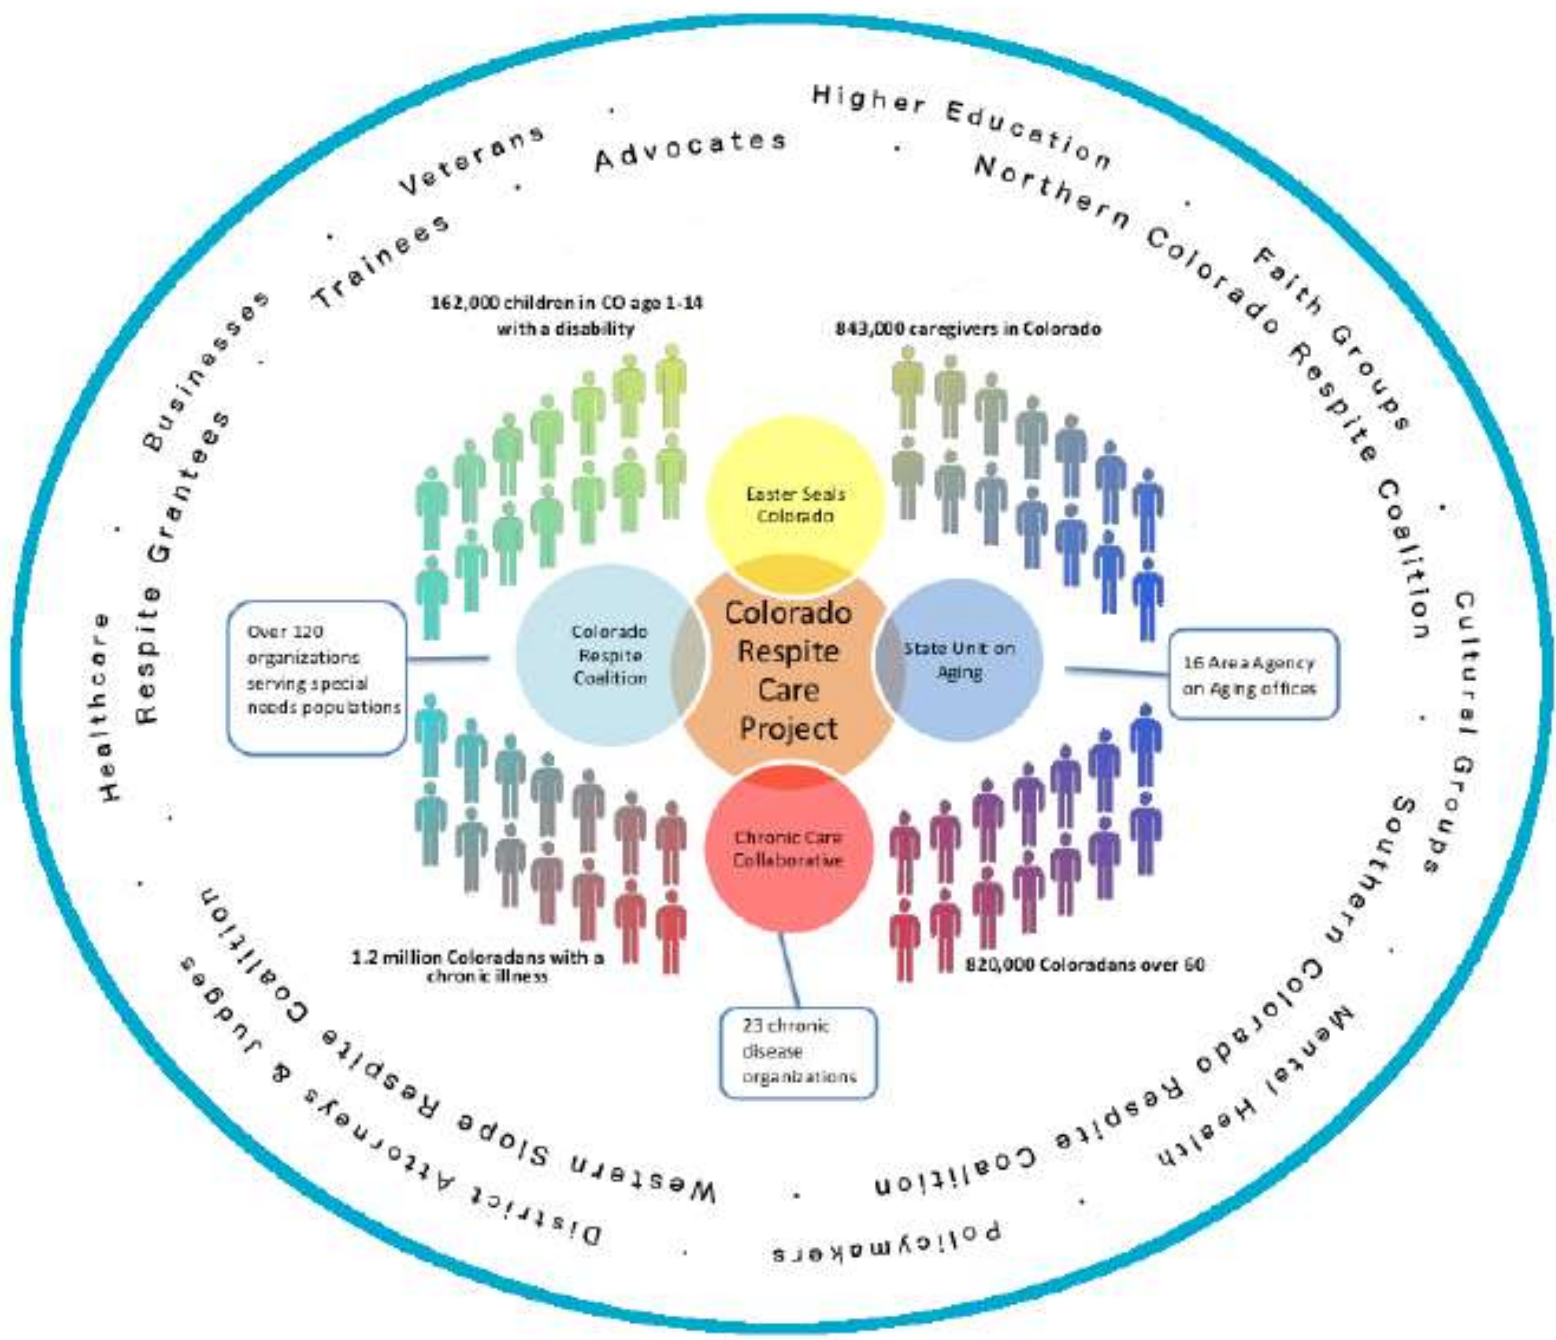 Higher Education
Veterans
Advocates
Northern Colorado Respite Coalition
Trainees
Faith Groups
Businesses
Respite Grantees
Healthcare
Cultural Groups
162,000 children in CO age 1-14
with a disability
843,000 caregivers in Colorado
Easter Seals
Colorado
Over 120
organizations
serving special
needs populations
Colorado
Respite
Coalition
Colorado
Respite
Care
Project
State Unit on
Aging
16 Area Agency
on Aging offices
Chronic Care
Collaborative
1.2 million Coloradans with a
chronic illness
820,000 Coloradans over 60
23 chronic
disease
organizations
Southern Colorado Respite Coalition
Mental Health
Western Slope Respite Coalition
District Attorneys & Judges
Policymakers